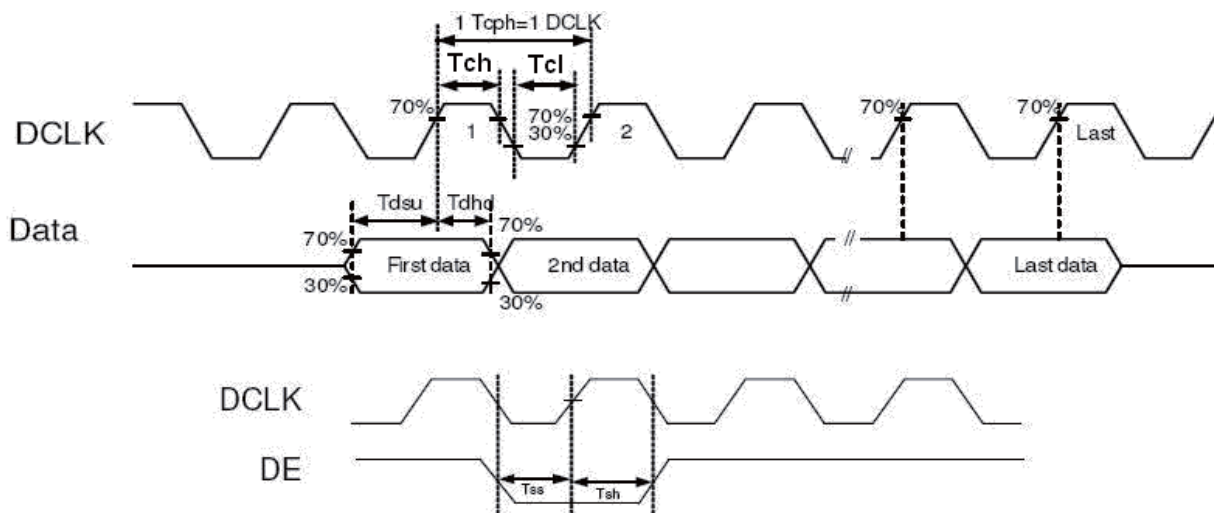 1 Tcph=1 DCLK
Tch
Tcl
DCLK
70%
1
70%
30%
2
70%
70%
Last
//
Data
Tdsu
Tdhd
70%
70%
30%
30%
First data
2nd data
Last data
//
//
DCLK
DE
Tss
Tsh